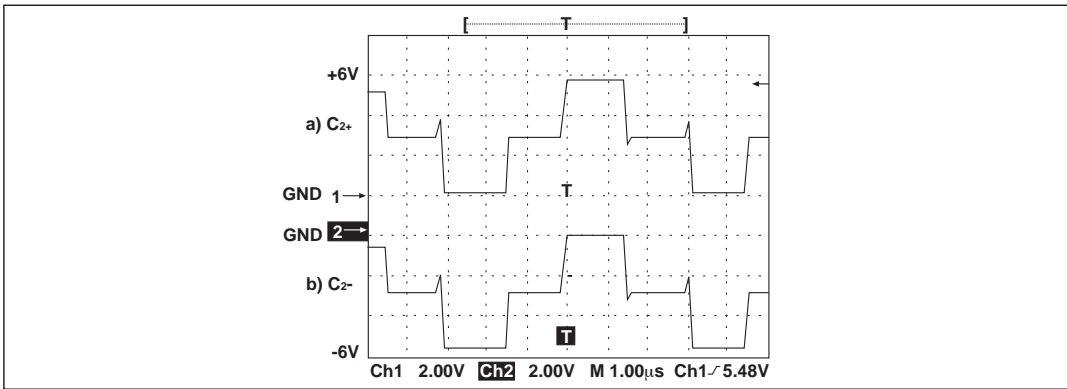 [ T ]
+6V
a) C2+
GND 1
T
GND 2
b) C2-
T
-6V
Ch1 2.00V Ch2 2.00V M 1.00μs Ch1 5.48V